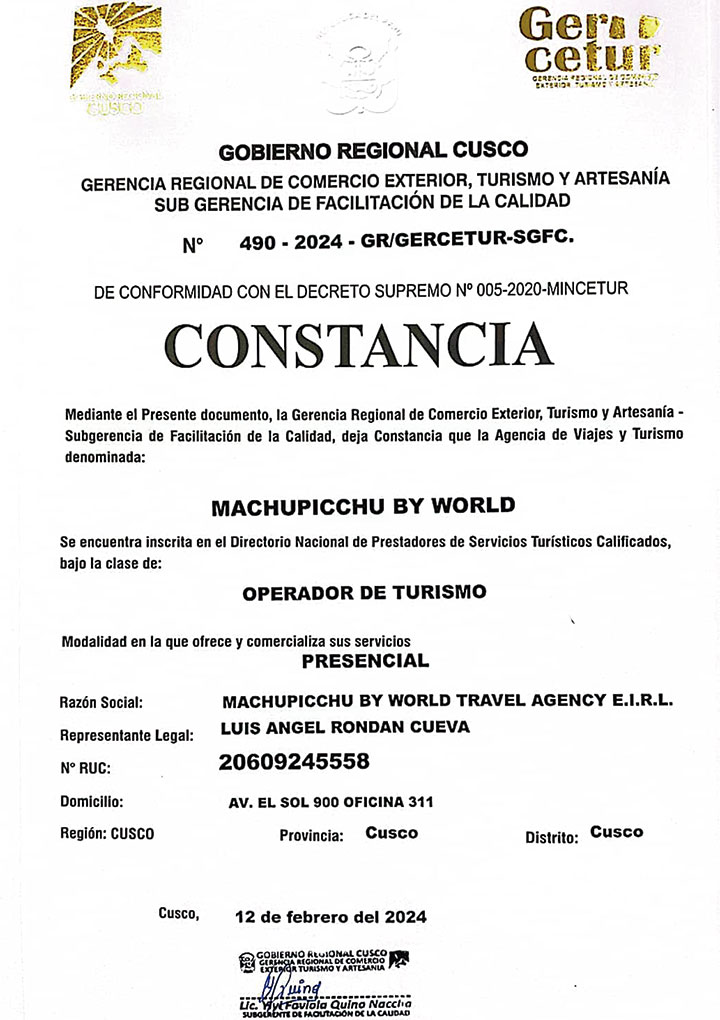 GOBIERNO REGIONAL
CUSCO
Gercetur
GERENCIA REGIONAL DE COMERCIO
EXTERIOR, TURISMO Y ARTESANÍA
GOBIERNO REGIONAL CUSCO
GERENCIA REGIONAL DE COMERCIO EXTERIOR, TURISMO Y ARTESANÍA
SUB GERENCIA DE FACILITACIÓN DE LA CALIDAD
Nº 490 - 2024 - GR/GERCETUR-SGFC.
DE CONFORMIDAD CON EL DECRETO SUPREMO Nº 005-2020-MINCETUR
CONSTANCIA
Mediante el Presente documento, la Gerencia Regional de Comercio Exterior, Turismo y Artesanía -
Subgerencia de Facilitación de la Calidad, deja Constancia que la Agencia de Viajes y Turismo
denominada:
MACHUPICCHU BY WORLD
Se encuentra inscrita en el Directorio Nacional de Prestadores de Servicios Turísticos Calificados,
bajo la clase de:
OPERADOR DE TURISMO
Modalidad en la que ofrece y comercializa sus servicios
PRESENCIAL
Razón Social: MACHUPICCHU BY WORLD TRAVEL AGENCY E.I.R.L.
Representante Legal: LUIS ANGEL RONDAN CUEVA
Nº RUC: 20609245558
Domicilio: AV. EL SOL 900 OFICINA 311
Región: CUSCO Provincia: Cusco Distrito: Cusco
Cusco, 12 de febrero del 2024
GOBIERNO REGIONAL CUSCO
GERENCIA REGIONAL DE COMERCIO
EXTERIOR TURISMO Y ARTESANIA
Lic. Faviola Quino Naccha
SUBGERENTE DE FACILITACIÓN DE LA CALIDAD